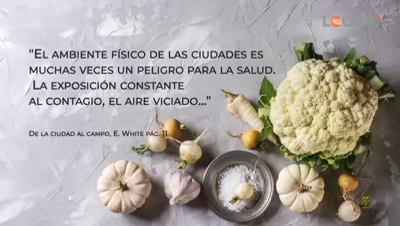 "El ambiente físico de las ciudades es
muchas veces un peligro para la salud.
La exposición constante
al contagio, el aire viciado..."
De la ciudad al campo, E. White pág. 11